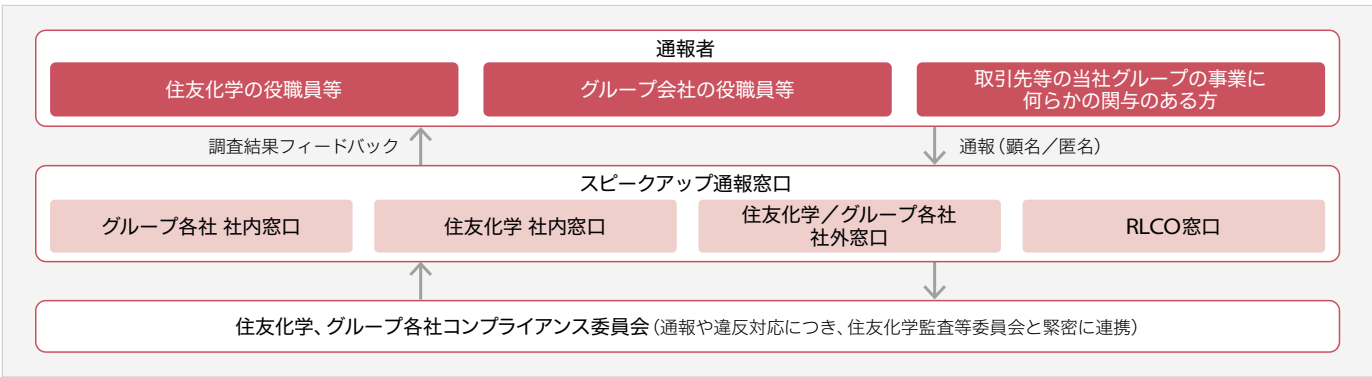 通報者
住友化学の役職員等
グループ会社の役職員等
取引先等の当社グループの事業に
何らかの関与のある方
調査結果フィードバック
通報（顕名／匿名）
スピークアップ通報窓口
グループ各社 社内窓口
住友化学 社内窓口
住友化学／グループ各社
社外窓口
RLCO窓口
住友化学、グループ各社コンプライアンス委員会（通報や違反対応につき、住友化学監査等委員会と緊密に連携）